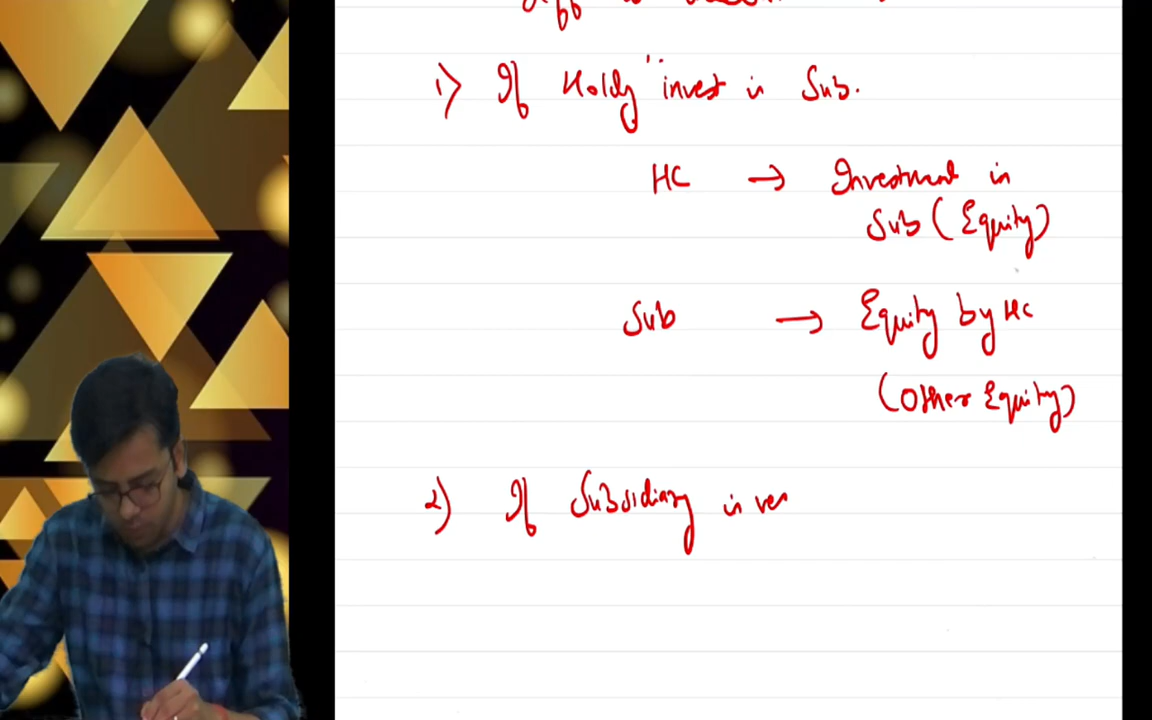 1) If Holdg invest in Sub.
HC → Investment in
Sub (Equity)
Sub → Equity by HC
(Other Equity)
2) If Subsidiary inves